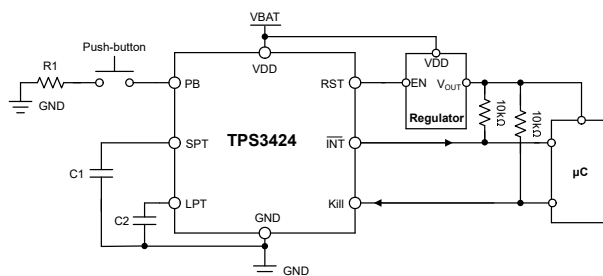 VBAT
Push-button
R1
GND
PB
VDD
RST
VDD
EN
VOUT
Regulator
10kΩ
10kΩ
TPS3424
SPT
INT
µC
C1
C2
LPT
Kill
GND
GND